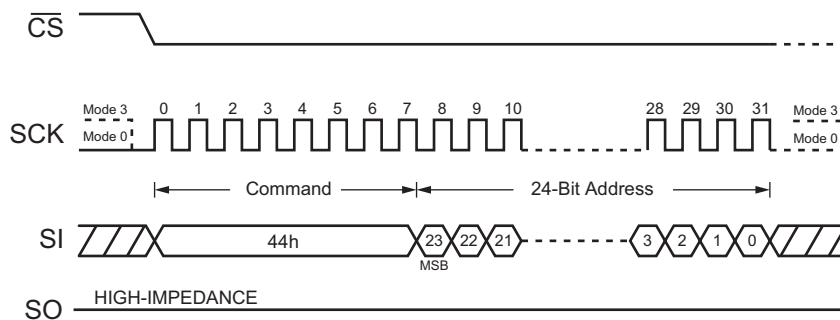 CS
Mode 3 0 1 2 3 4 5 6 7 8 9 10 28 29 30 31 Mode 3
SCK
Mode 0 Mode 0
Command 24-Bit Address
SI 44h 23 22 21 3 2 1 0
MSB
HIGH-IMPEDANCE
SO